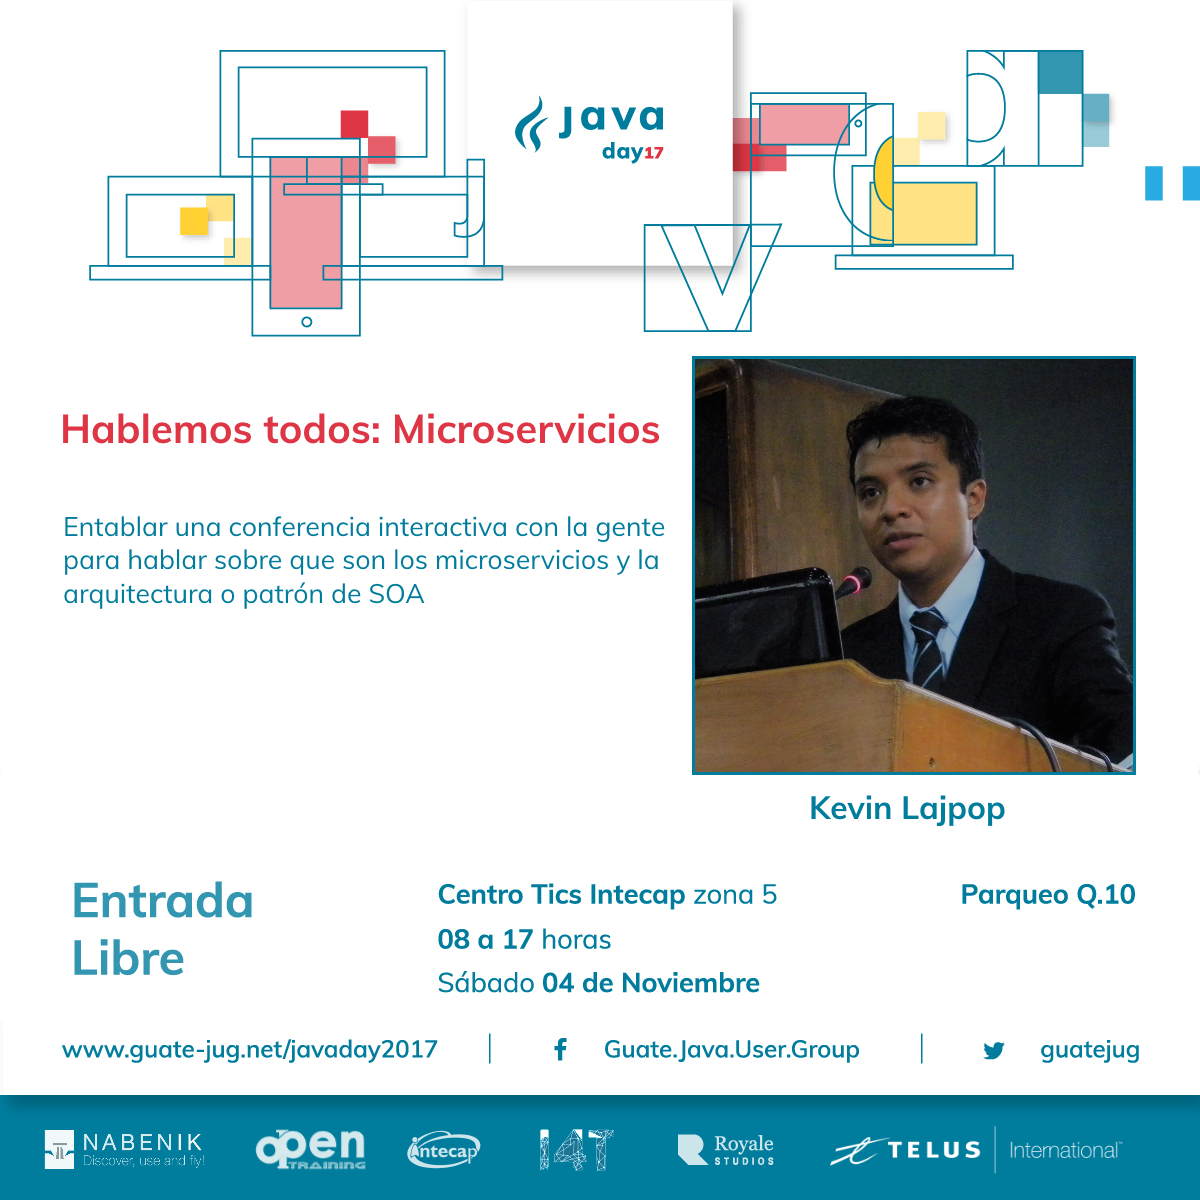 Java
day17
J
V
a
a
Hablemos todos: Microservicios
Entablar una conferencia interactiva con la gente
para hablar sobre que son los microservicios y la
arquitectura o patrón de SOA
Kevin Lajpop
Entrada
Libre
Centro Tics Intecap zona 5
08 a 17 horas
Sábado 04 de Noviembre
Parqueo Q.10
www.guate-jug.net/javaday2017
Guate.Java.User.Group
guatejug
NABENIK
Discover, use and fly!
open
TRAINING
intecap
I4T
Royale
STUDIOS
TELUS International™